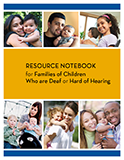 RESOURCE NOTEBOOK
for Families of Children
Who are Deaf or Hard of Hearing